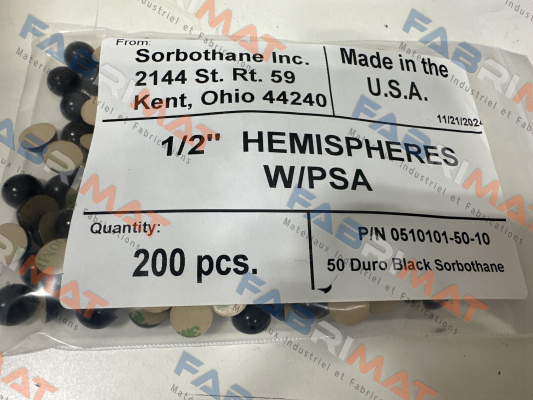 From:
Sorbothane Inc.
2144 St. Rt. 59
Kent, Ohio 44240
Made in the
U.S.A.
11/21/2024
1/2" HEMISPHERES
W/PSA
Quantity:
200 pcs.
P/N 0510101-50-10
50 Duro Black Sorbothane
FABRIMAT
Materiel Industriel et Fabrications